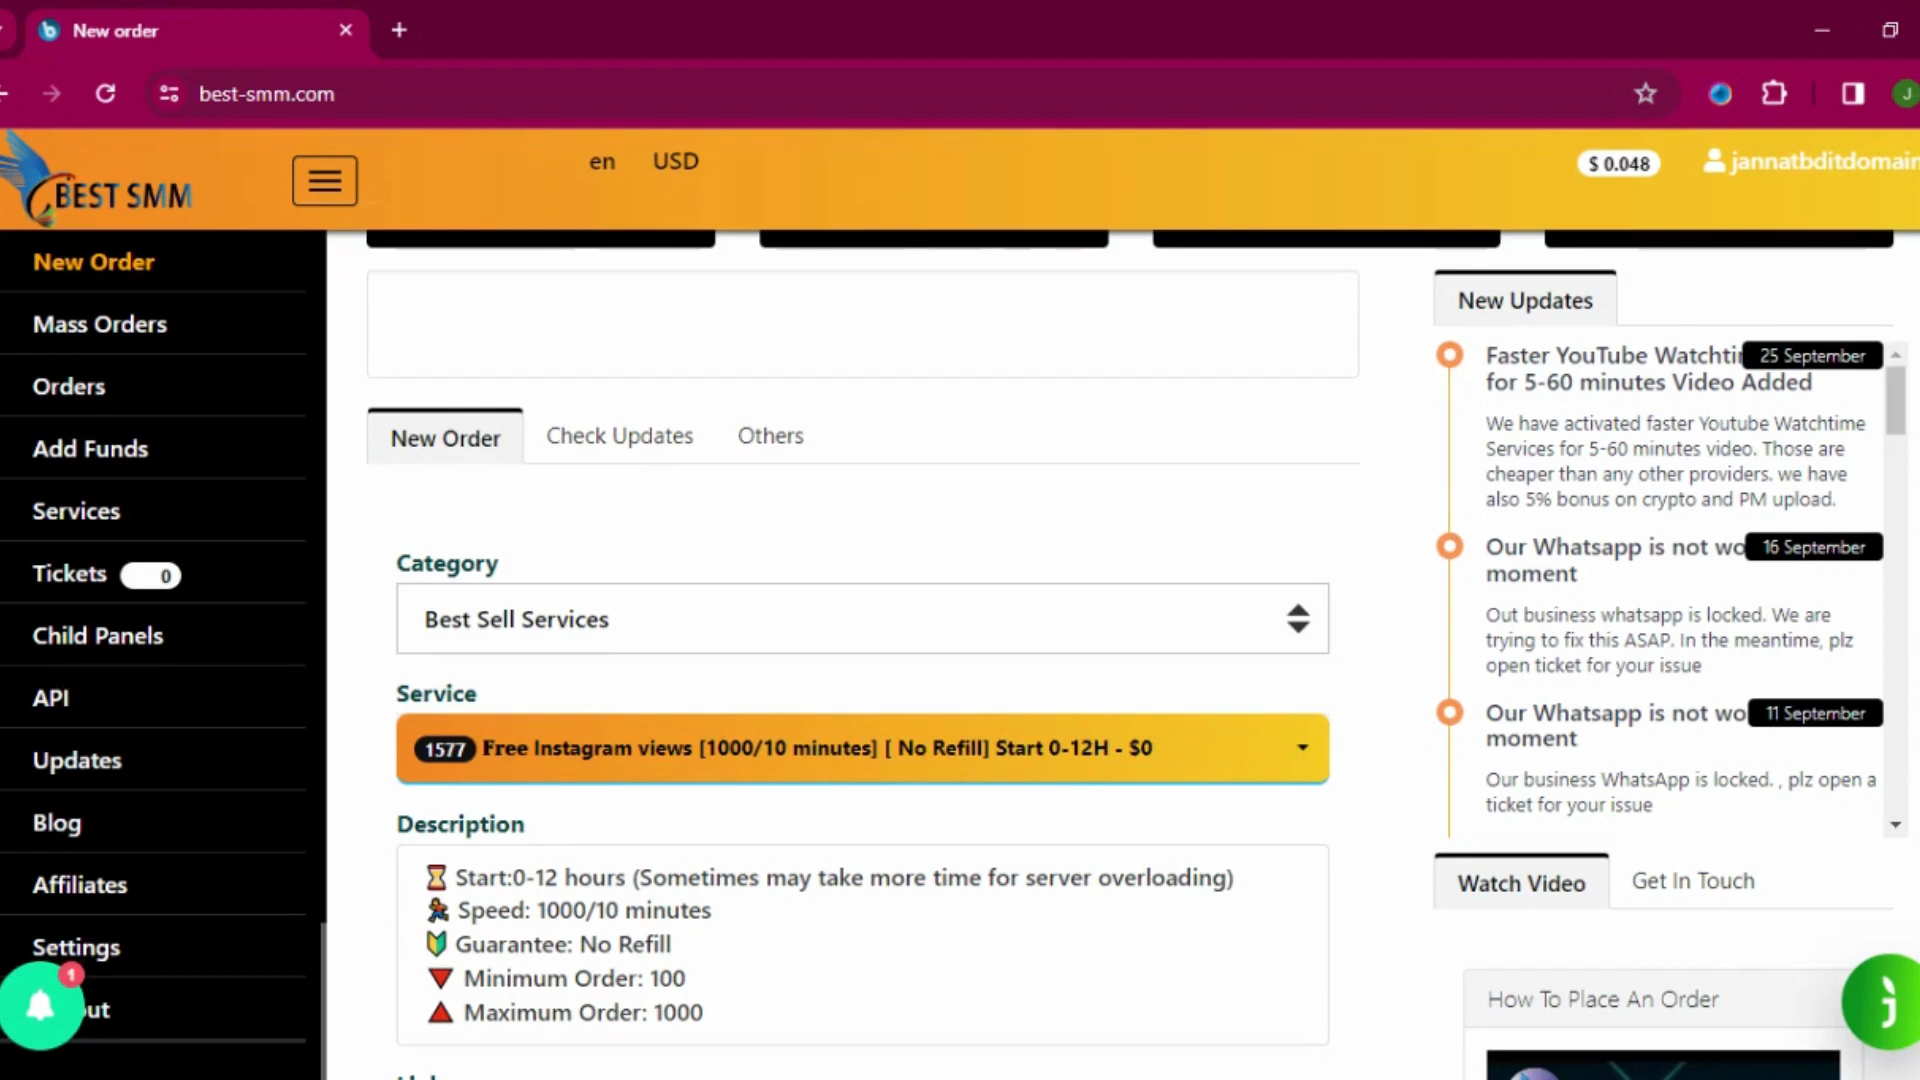 New order
best-smm.com
BEST SMM
en
USD
$ 0.048
jannatbditdomain
New Order
Mass Orders
Orders
Add Funds
Services
Tickets 0
Child Panels
API
Updates
Blog
Affiliates
Settings
1
ut
New Order
Check Updates
Others
Category
Best Sell Services
Service
1577 Free Instagram views [1000/10 minutes] [ No Refill] Start 0-12H - $0
Description
Start:0-12 hours (Sometimes may take more time for server overloading)
Speed: 1000/10 minutes
Guarantee: No Refill
Minimum Order: 100
Maximum Order: 1000
New Updates
Faster YouTube Watchti 25 September
for 5-60 minutes Video Added
We have activated faster Youtube Watchtime
Services for 5-60 minutes video. Those are
cheaper than any other providers. we have
also 5% bonus on crypto and PM upload.
Our Whatsapp is not wo 16 September
moment
Out business whatsapp is locked. We are
trying to fix this ASAP. In the meantime, plz
open ticket for your issue
Our Whatsapp is not wo 11 September
moment
Our business WhatsApp is locked. , plz open a
ticket for your issue
Watch Video
Get In Touch
How To Place An Order
J